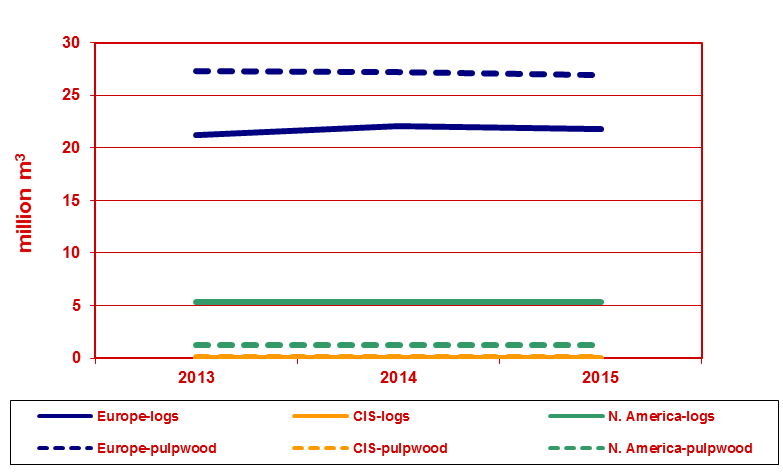 30
25
20
15
10
5
0
million m³
2013 2014 2015
Europe-logs CIS-logs N. America-logs
Europe-pulpwood CIS-pulpwood N. America-pulpwood